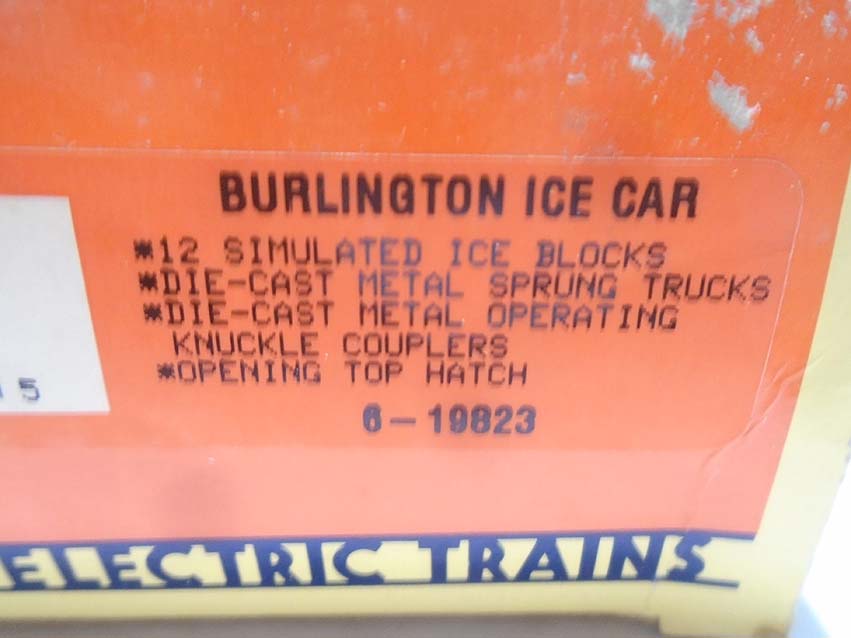 BURLINGTON ICE CAR
*12 SIMULATED ICE BLOCKS
*DIE-CAST METAL SPRUNG TRUCKS
*DIE-CAST METAL OPERATING
KNUCKLE COUPLERS
*OPENING TOP HATCH
5
6-19823
ELECTRIC TRAINS